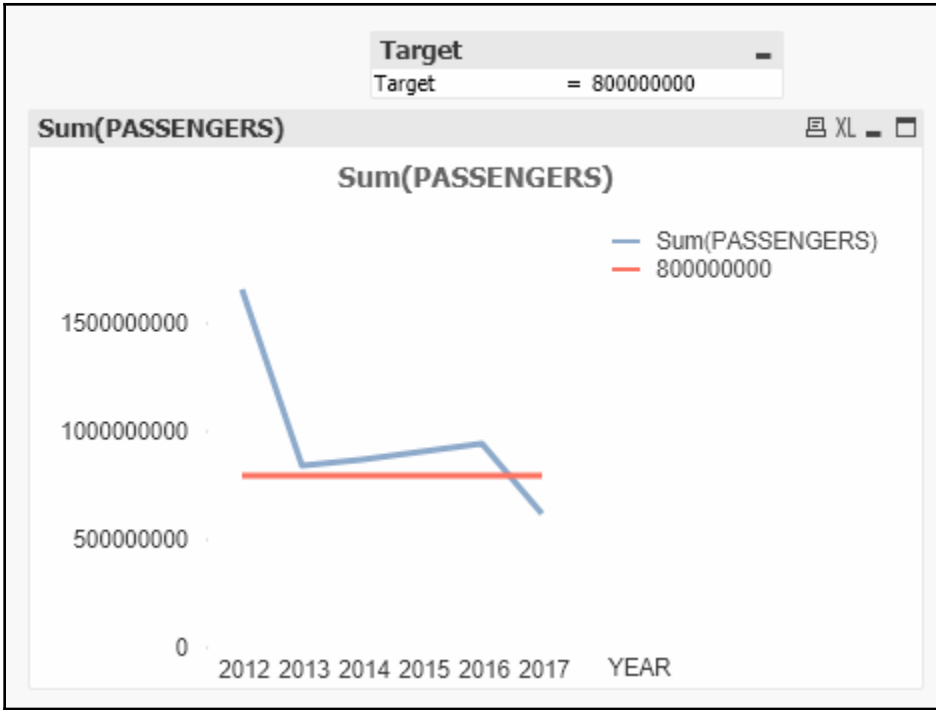 Target
Target = 800000000
Sum(PASSENGERS) XL
Sum(PASSENGERS)
Sum(PASSENGERS)
800000000
1500000000
1000000000
500000000
0
2012 2013 2014 2015 2016 2017 YEAR